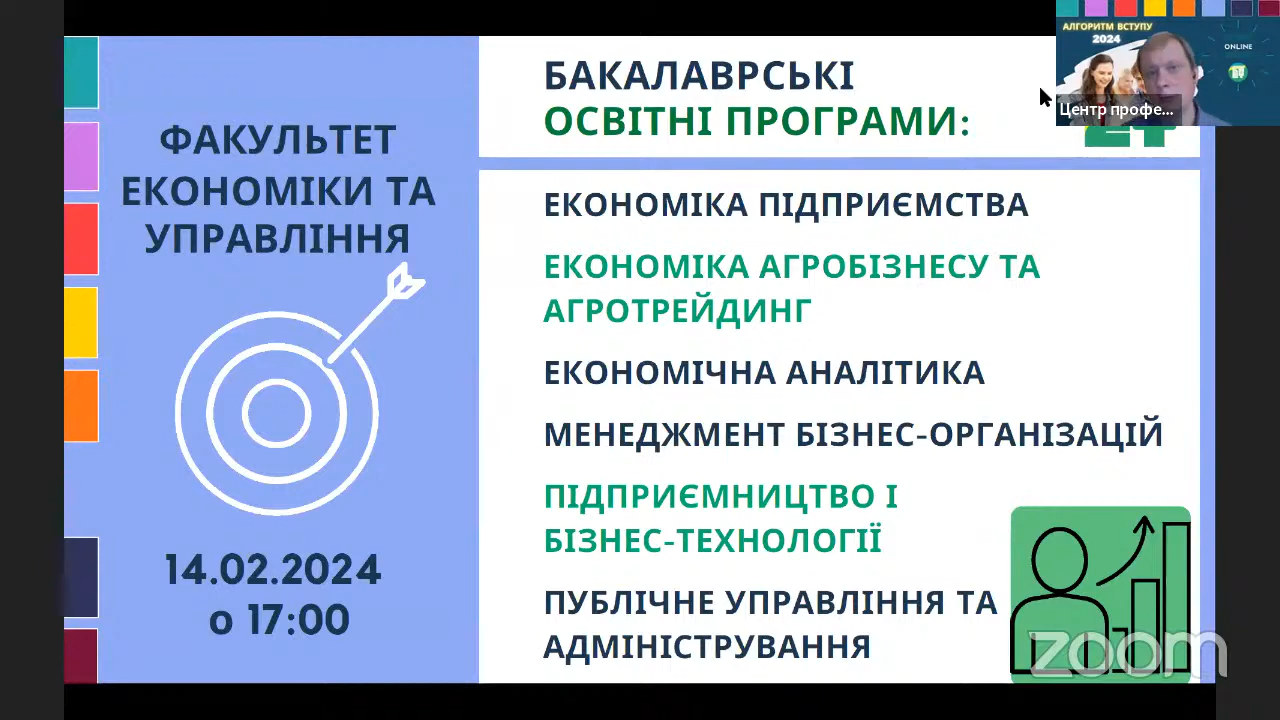 ФАКУЛЬТЕТ
ЕКОНОМІКИ ТА
УПРАВЛІННЯ
14.02.2024
о 17:00
БАКАЛАВРСЬКІ
ОСВІТНІ ПРОГРАМИ:
ЕКОНОМІКА ПІДПРИЄМСТВА
ЕКОНОМІКА АГРОБІЗНЕСУ ТА
АГРОТРЕЙДИНГ
ЕКОНОМІЧНА АНАЛІТИКА
МЕНЕДЖМЕНТ БІЗНЕС-ОРГАНІЗАЦІЙ
ПІДПРИЄМНИЦТВО І
БІЗНЕС-ТЕХНОЛОГІЇ
ПУБЛІЧНЕ УПРАВЛІННЯ ТА
АДМІНІСТРУВАННЯ
АЛГОРИТМ ВСТУПУ
2024
ONLINE
Центр профе...
zoom